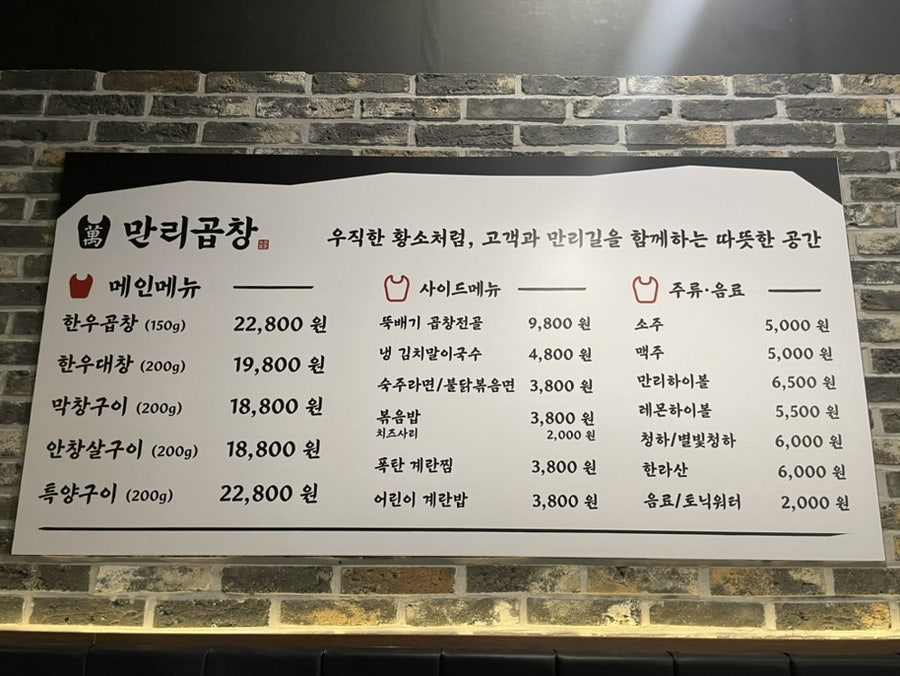 萬 만리곱창
우직한 황소처럼, 고객과 만리길을 함께하는 따뜻한 공간
메인메뉴
한우곱창 (150g) 22,800 원
한우대창 (200g) 19,800 원
막창구이 (200g) 18,800 원
안창살구이 (200g) 18,800 원
특양구이 (200g) 22,800 원
사이드메뉴
뚝배기 곱창전골 9,800 원
냉 김치말이국수 4,800 원
숙주라면/불닭볶음면 3,800 원
볶음밥 3,800 원
치즈사리 2,000 원
폭탄 계란찜 3,800 원
어린이 계란밥 3,800 원
주류·음료
소주 5,000 원
맥주 5,000 원
만리하이볼 6,500 원
레몬하이볼 5,500 원
청하/별빛청하 6,000 원
한라산 6,000 원
음료/토닉워터 2,000 원